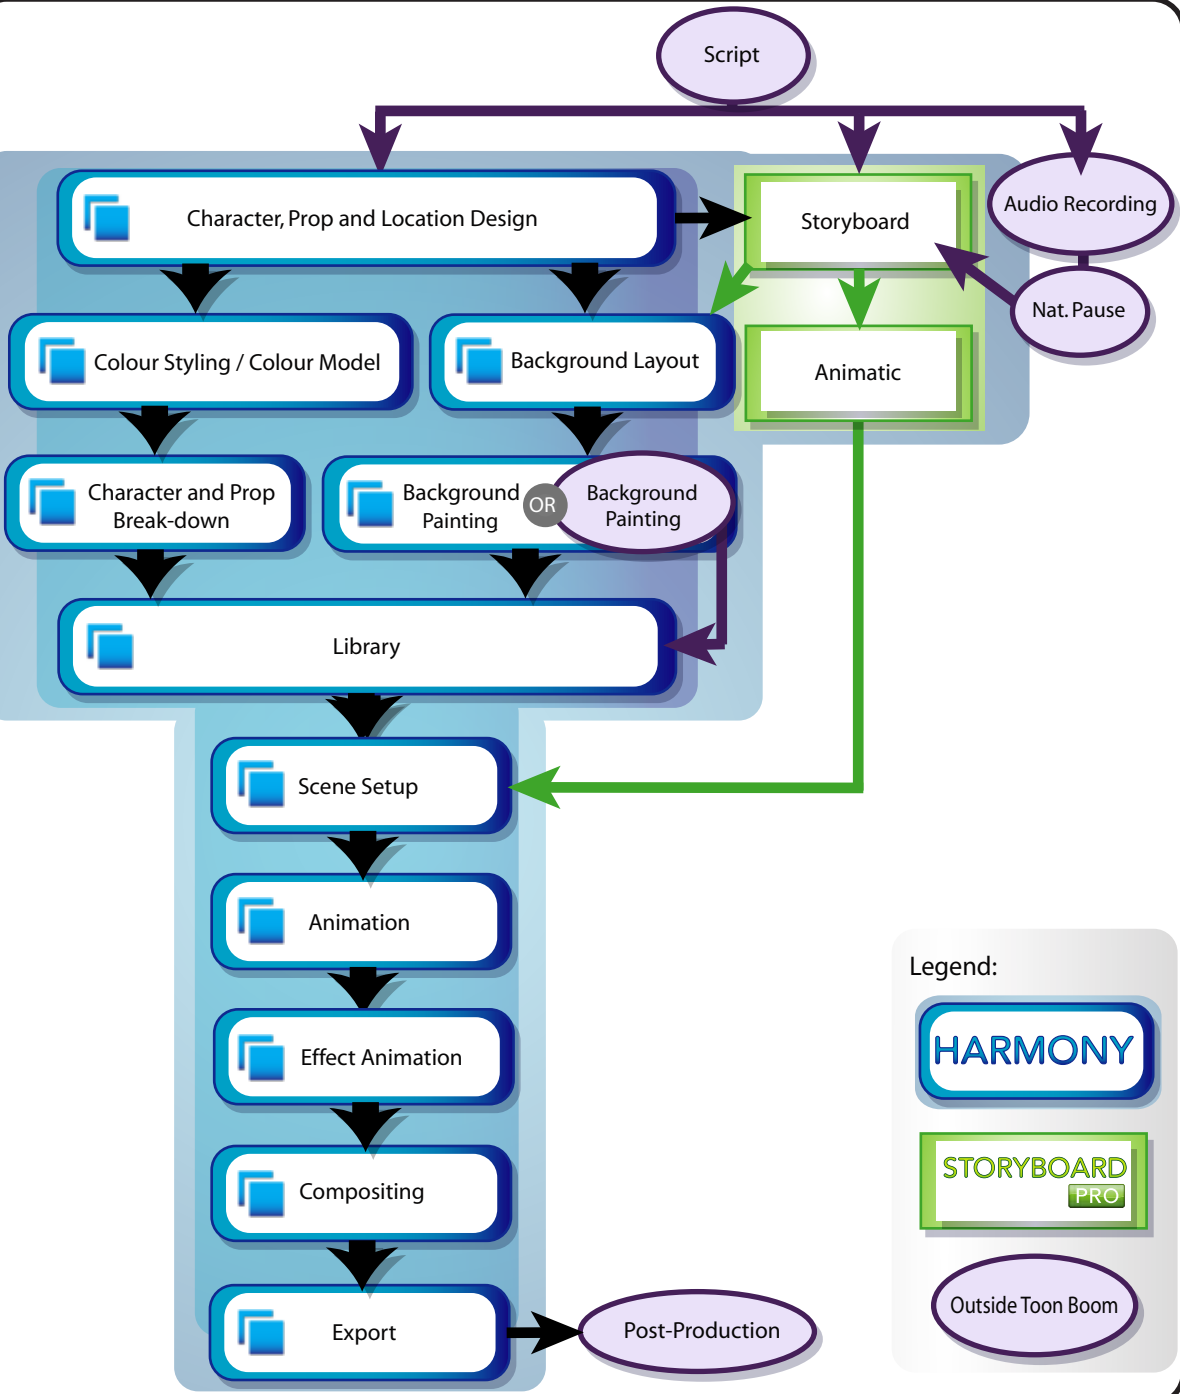 Script
Character, Prop and Location Design
Storyboard
Audio Recording
Nat. Pause
Colour Styling / Colour Model
Background Layout
Animatic
Character and Prop
Break-down
Background
Painting
OR
Background
Painting
Library
Scene Setup
Animation
Effect Animation
Compositing
Export
Post-Production
Legend:
HARMONY
STORYBOARD
PRO
Outside Toon Boom